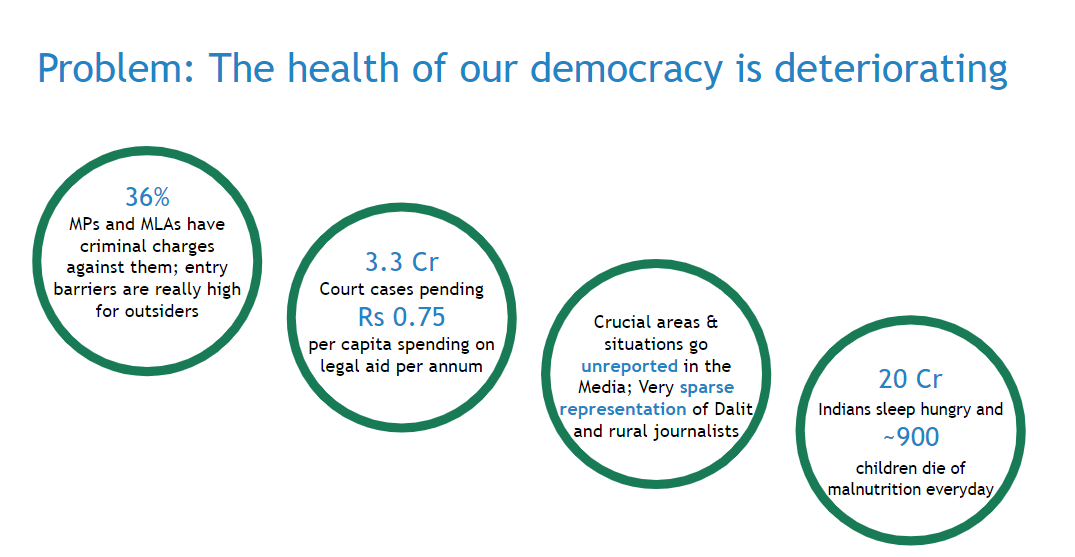 Problem: The health of our democracy is deteriorating
36%
MPs and MLAs have
criminal charges
against them; entry
barriers are really high
for outsiders
3.3 Cr
Court cases pending
Rs 0.75
per capita spending on
legal aid per annum
Crucial areas &
situations go
unreported in the
Media; Very sparse
representation of Dalit
and rural journalists
20 Cr
Indians sleep hungry and
~900
children die of
malnutrition everyday